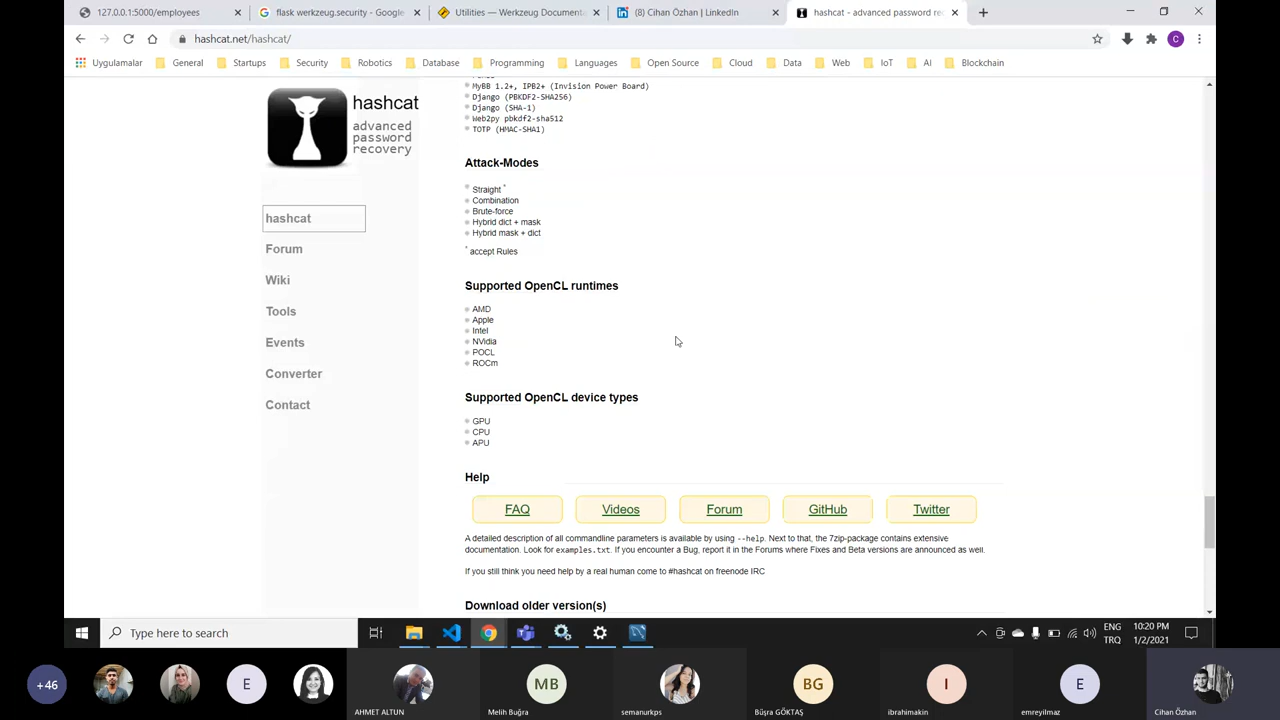 127.0.0.1:5000/employees
flask werkzeug.security - Google
Utilities — Werkzeug Documenta
(8) Cihan Özhan | LinkedIn
hashcat - advanced password re
hashcat.net/hashcat/
C
Uygulamalar
General
Startups
Security
Robotics
Database
Programming
Languages
Open Source
Cloud
Data
Web
IoT
AI
Blockchain
hashcat
advanced
password
recovery
hashcat
Forum
Wiki
Tools
Events
Converter
Contact
MyBB 1.2+, IPB2+ (Invision Power Board)
Django (PBKDF2-SHA256)
Django (SHA-1)
Web2py pbkdf2-sha512
TOTP (HMAC-SHA1)
Attack-Modes
Straight *
Combination
Brute-force
Hybrid dict + mask
Hybrid mask + dict
* accept Rules
Supported OpenCL runtimes
AMD
Apple
Intel
NVidia
POCL
ROCm
Supported OpenCL device types
GPU
CPU
APU
Help
FAQ
Videos
Forum
GitHub
Twitter
A detailed description of all commandline parameters is available by using --help. Next to that, the 7zip-package contains extensive
documentation. Look for examples.txt. If you encounter a Bug, report it in the Forums where Fixes and Beta versions are announced as well.
If you still think you need help by a real human come to #hashcat on freenode IRC
Download older version(s)
Type here to search
ENG
TRQ
10:20 PM
1/2/2021
+46
E
AHMET ALTUN
MB
Melih Buğra
semanurkps
BG
Büşra GÖKTAŞ
I
ibrahimakin
E
emreyilmaz
Cihan Özhan